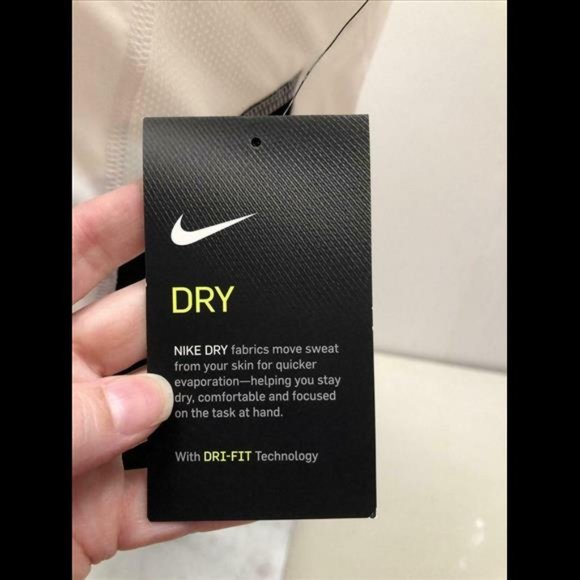 DRY
NIKE DRY fabrics move sweat
from your skin for quicker
evaporation—helping you stay
dry, comfortable and focused
on the task at hand.
With DRI-FIT Technology